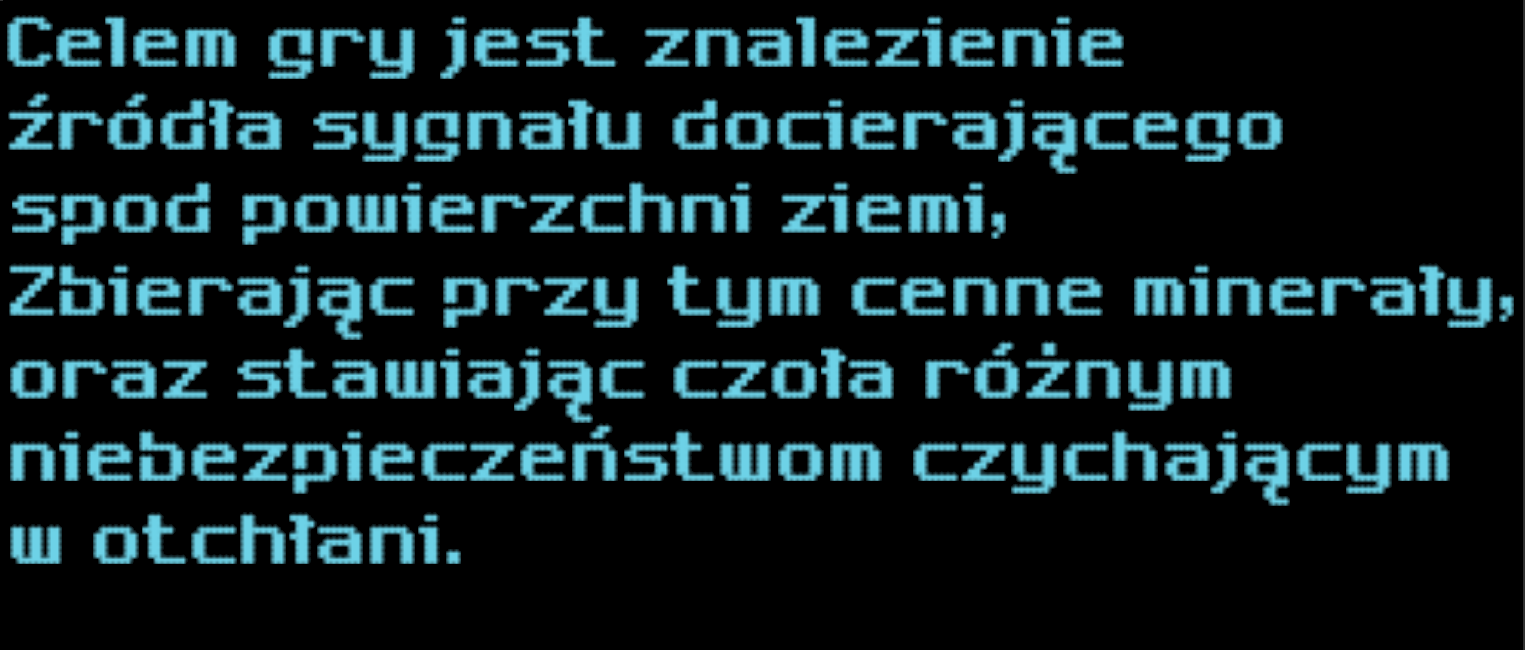 Celem gry jest znalezienie
źródła sygnału docierającego
spod powierzchni ziemi,
Zbierając przy tym cenne minerały,
oraz stawiając czoła różnym
niebezpieczeństwom czychającym
w otchłani.